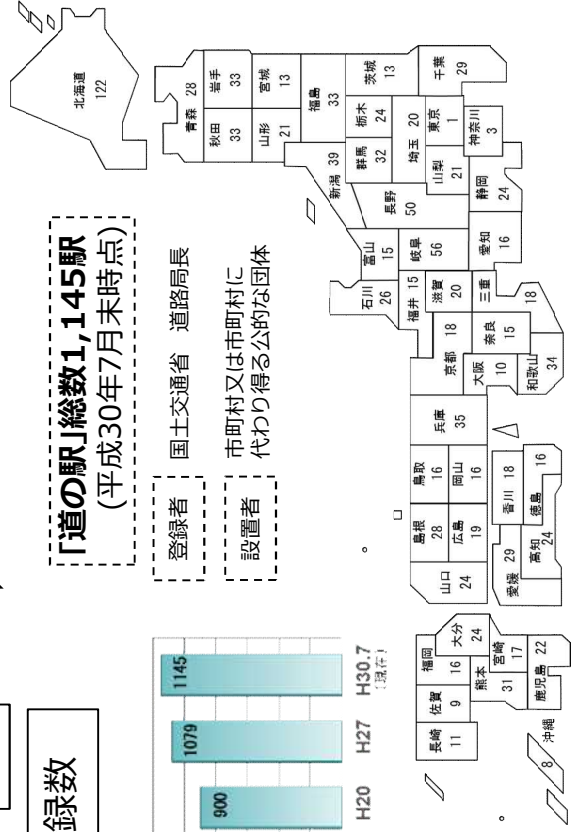 「道の駅」総数1,145駅
(平成30年7月末時点)
登録者
国土交通省　道路局長
設置者
市町村又は市町村に
代わり得る公的な団体
録数
900
1079
1145
H20
H27
H30.7
(現在)
北海道
122
青森
28
秋田
33
岩手
33
山形
21
宮城
13
福島
33
新潟
39
群馬
32
栃木
24
茨城
13
埼玉
20
千葉
29
東京
1
神奈川
3
山梨
21
長野
50
静岡
24
富山
15
岐阜
56
愛知
16
石川
26
福井
15
滋賀
20
三重
18
京都
18
奈良
15
大阪
10
和歌山
34
兵庫
35
鳥取
16
岡山
16
島根
28
広島
19
山口
24
香川
18
徳島
16
愛媛
29
高知
24
福岡
16
大分
24
佐賀
9
長崎
11
熊本
31
宮崎
17
鹿児島
22
沖縄
8